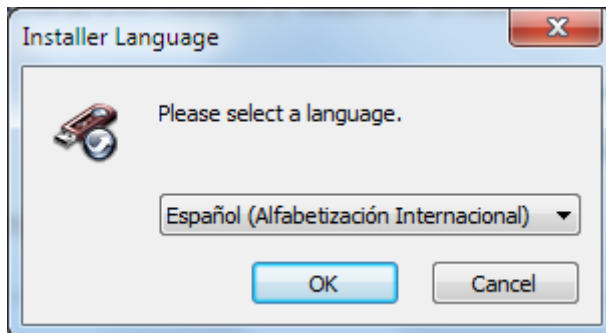 Installer Language
Please select a language.
Español (Alfabetización Internacional)
OK
Cancel